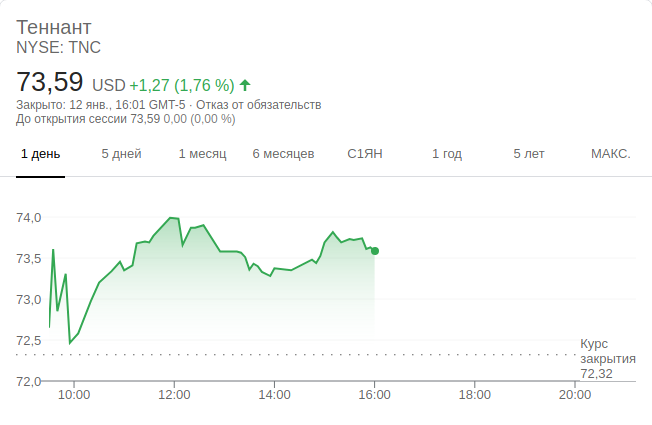 Теннант
NYSE: TNC
73,59 USD +1,27 (1,76 %)
Закрыто: 12 янв., 16:01 GMT-5 · Отказ от обязательств
До открытия сессии 73,59 0,00 (0,00 %)
1 день 5 дней 1 месяц 6 месяцев С1ЯН 1 год 5 лет МАКС.
74,0
73,5
73,0
72,5
Курс
закрытия
72,32
72,0
10:00 12:00 14:00 16:00 18:00 20:00